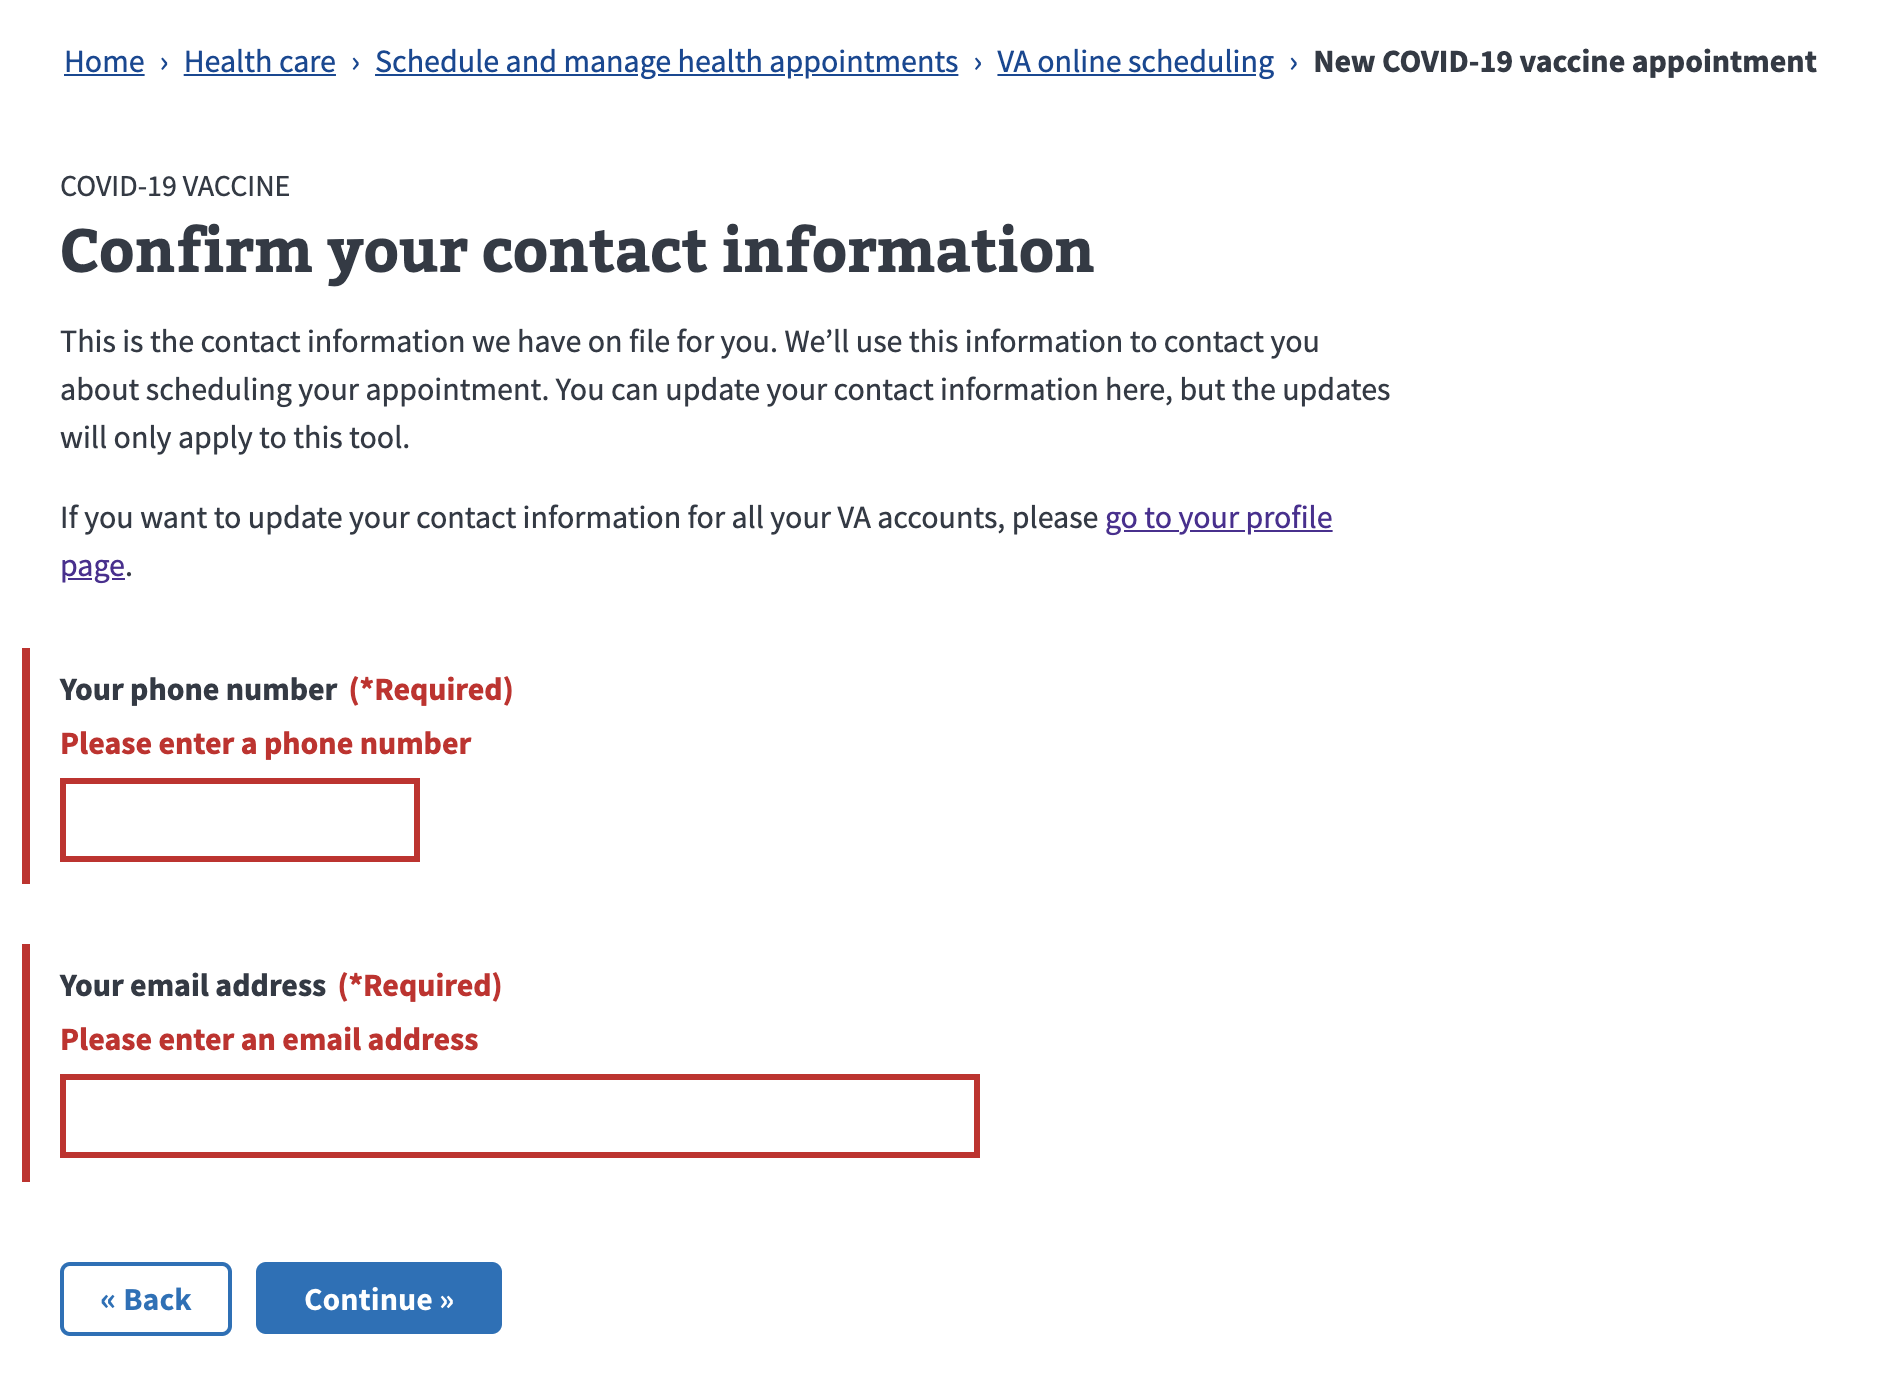 Home › Health care › Schedule and manage health appointments › VA online scheduling › New COVID-19 vaccine appointment
COVID-19 VACCINE
Confirm your contact information
This is the contact information we have on file for you. We’ll use this information to contact you
about scheduling your appointment. You can update your contact information here, but the updates
will only apply to this tool.
If you want to update your contact information for all your VA accounts, please go to your profile
page.
Your phone number (*Required)
Please enter a phone number
Your email address (*Required)
Please enter an email address
« Back
Continue »